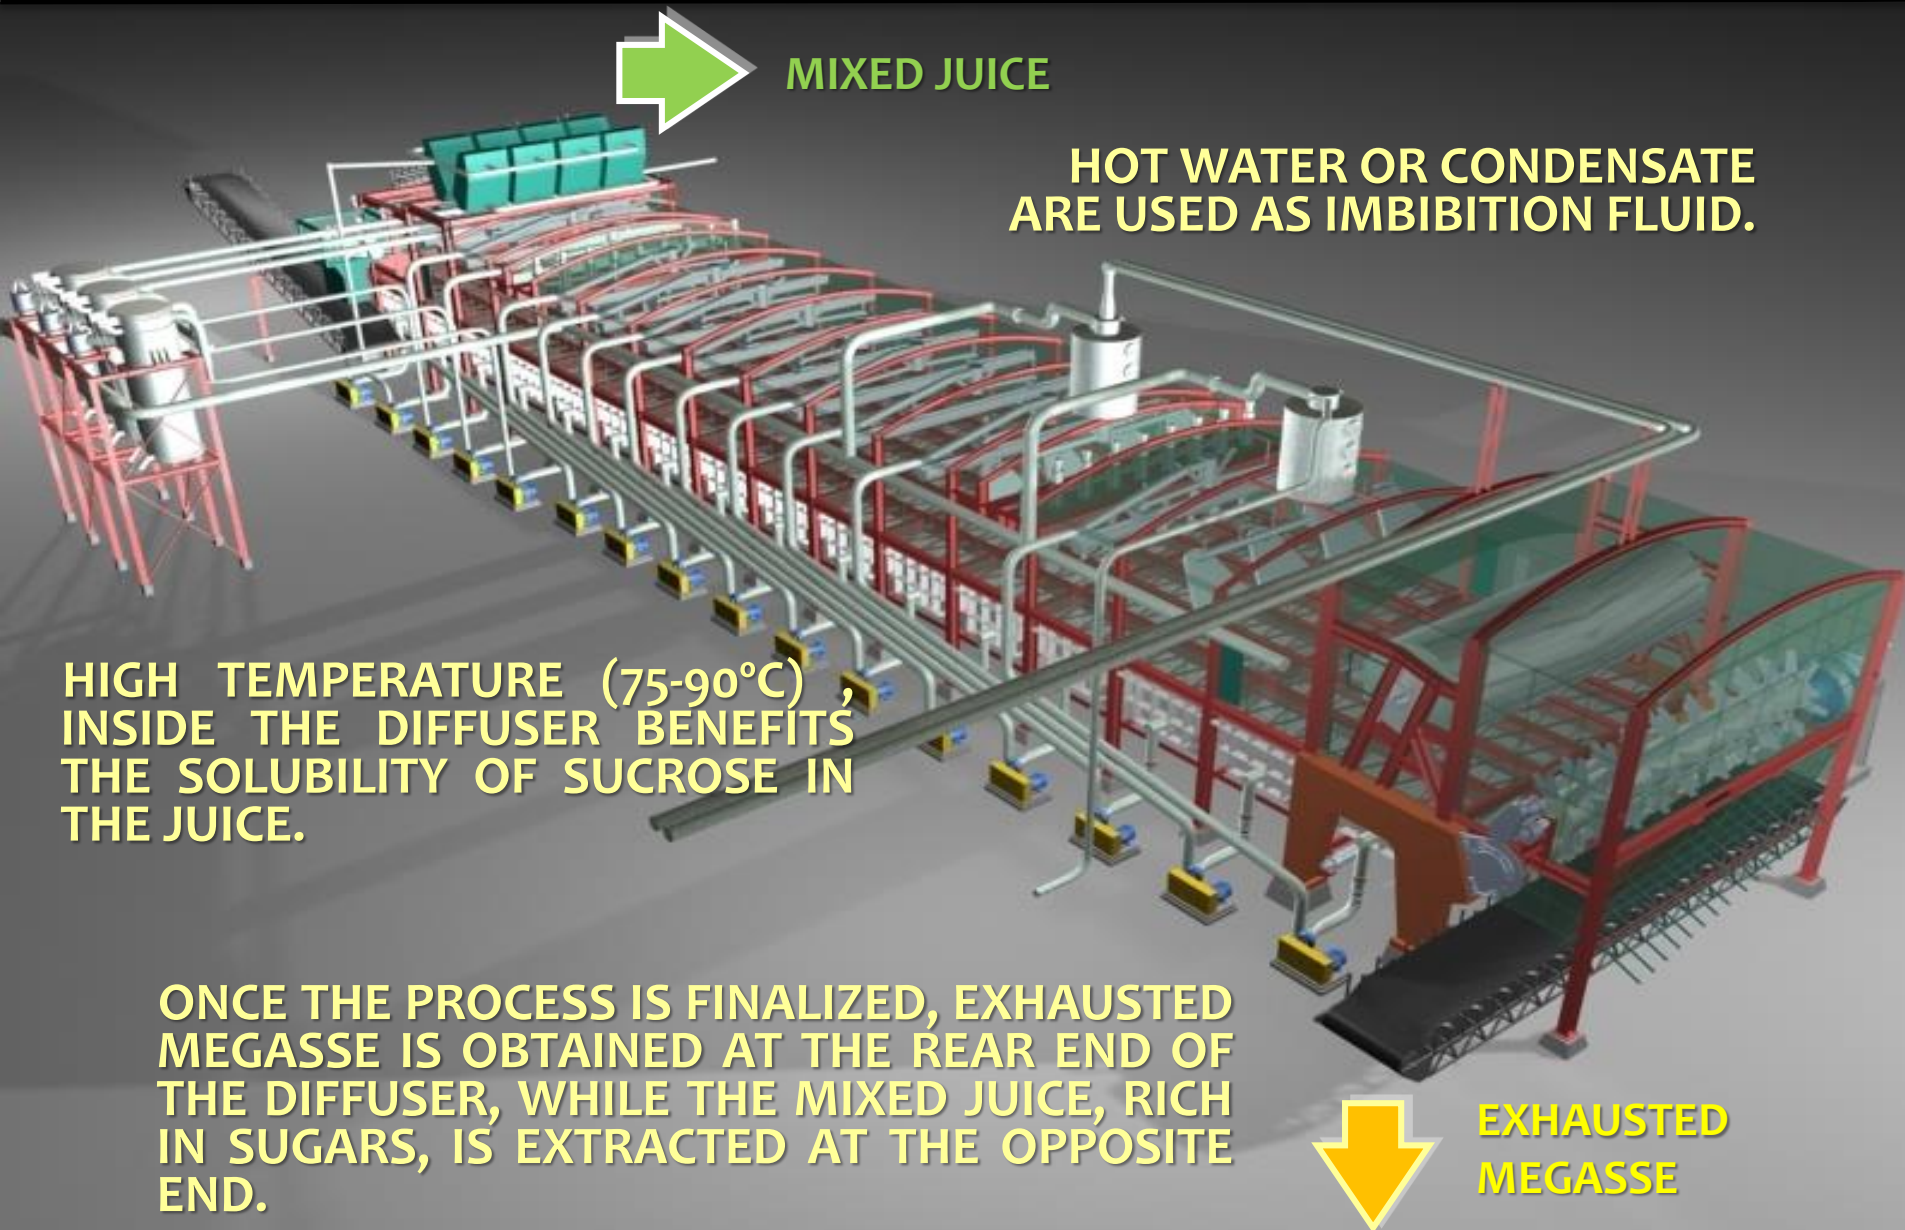 MIXED JUICE
HOT WATER OR CONDENSATE
ARE USED AS IMBIBITION FLUID.
HIGH TEMPERATURE (75-90ºC) ,
INSIDE THE DIFFUSER BENEFITS
THE SOLUBILITY OF SUCROSE IN
THE JUICE.
ONCE THE PROCESS IS FINALIZED, EXHAUSTED
MEGASSE IS OBTAINED AT THE REAR END OF
THE DIFFUSER, WHILE THE MIXED JUICE, RICH
IN SUGARS, IS EXTRACTED AT THE OPPOSITE
END.
EXHAUSTED
MEGASSE